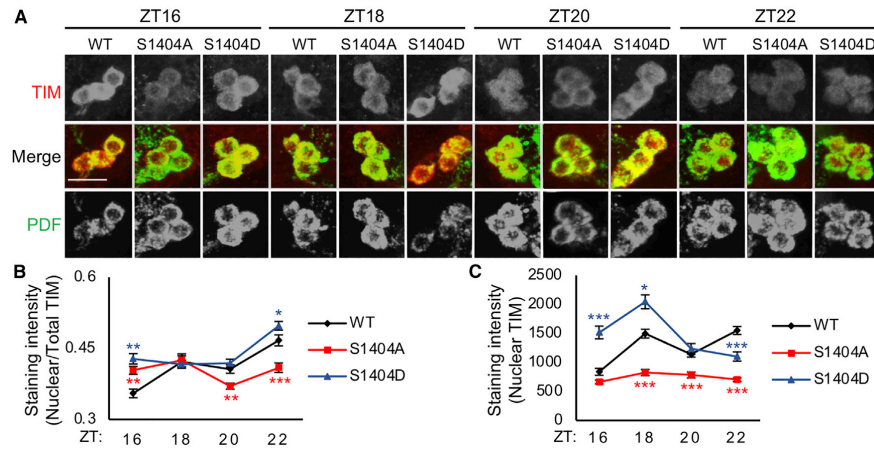 A
ZT16 ZT18 ZT20 ZT22
WT S1404A S1404D WT S1404A S1404D WT S1404A S1404D WT S1404A S1404D
TIM
Merge
PDF
B
Staining intensity
(Nuclear/Total TIM)
0.6
0.45
0.3
** ** * ** ***
ZT: 16 18 20 22
WT
S1404A
S1404D
C
Staining intensity
(Nuclear TIM)
2500
2000
1500
1000
500
0
*** * *** *** *** ***
ZT: 16 18 20 22
WT
S1404A
S1404D